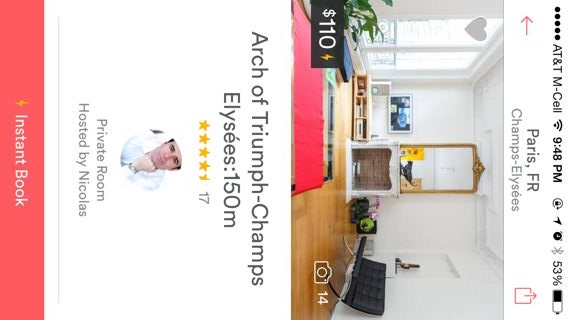 AT&T M-Cell 9:48 PM 53%
Paris, FR
Champs-Elysées
$110
14
Arch of Triumph-Champs
Elysées:150m
17
Private Room
Hosted by Nicolas
Instant Book